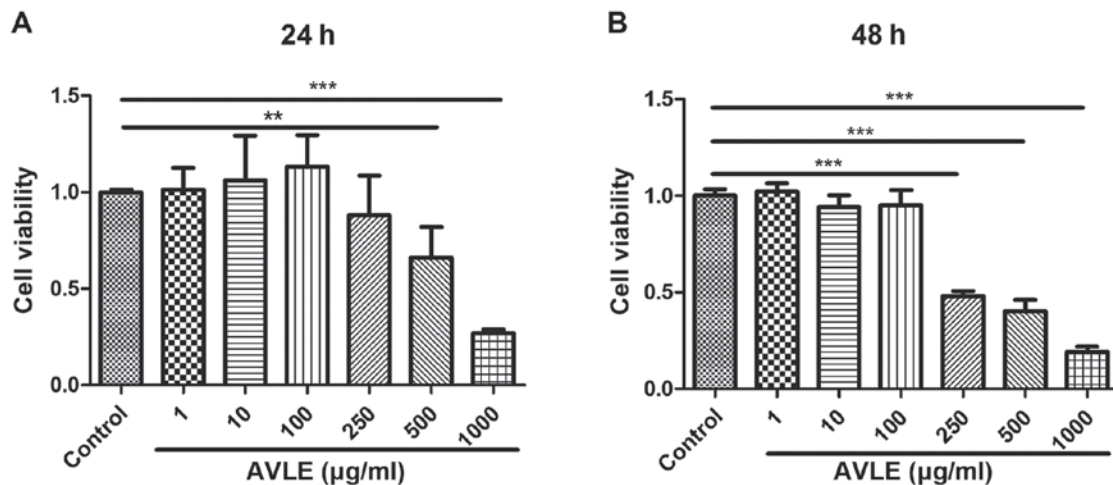 A
24 h
***
**
1.5
1.0
0.5
0.0
Cell viability
Control
1
10
100
250
500
1000
AVLE (µg/ml)
B
48 h
***
***
***
1.5
1.0
0.5
0.0
Cell viability
Control
1
10
100
250
500
1000
AVLE (µg/ml)